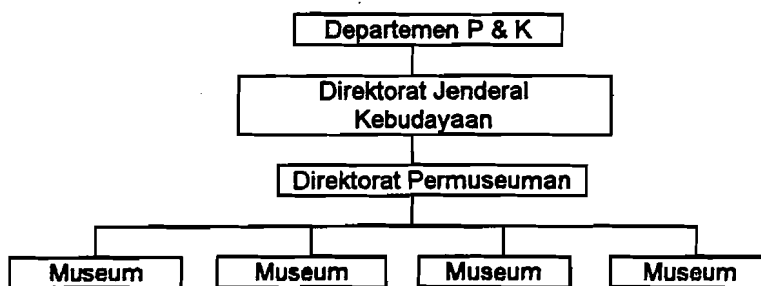 Departemen P & K
Direktorat Jenderal
Kebudayaan
Direktorat Permuseuman
Museum Museum Museum Museum